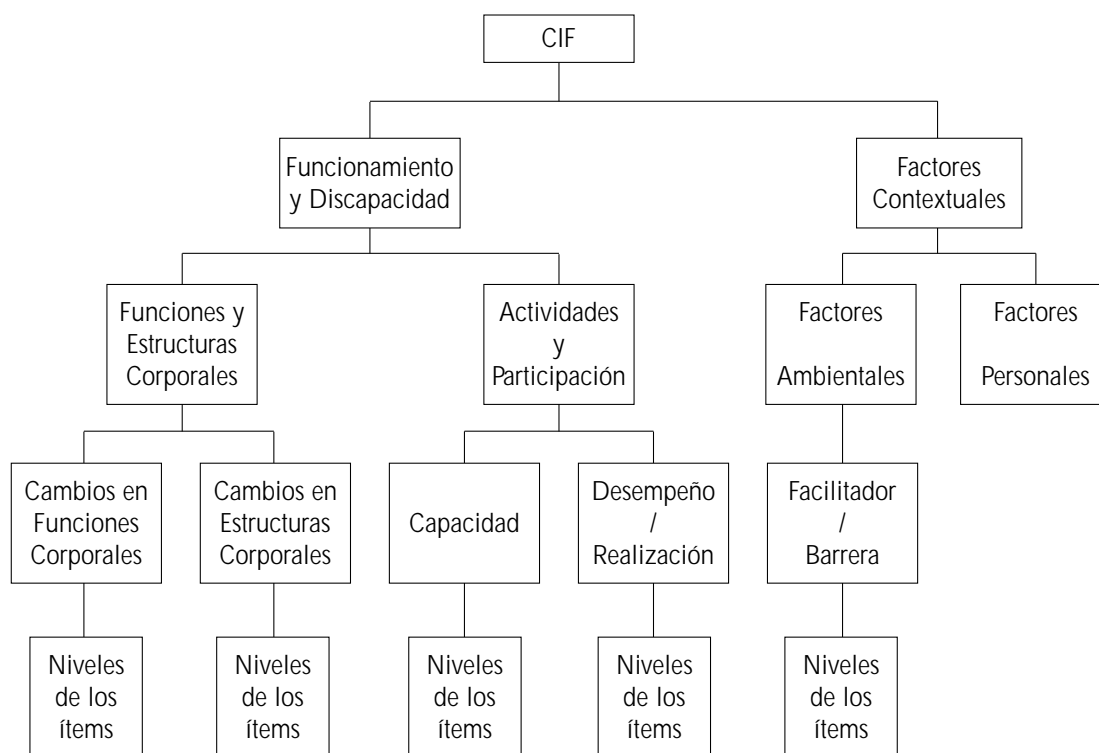 CIF
Funcionamiento
y Discapacidad
Factores
Contextuales
Funciones y
Estructuras
Corporales
Actividades
y
Participación
Factores
Ambientales
Factores
Personales
Cambios en
Funciones
Corporales
Cambios en
Estructuras
Corporales
Capacidad
Desempeño
/
Realización
Facilitador
/
Barrera
Niveles
de los
ítems
Niveles
de los
ítems
Niveles
de los
ítems
Niveles
de los
ítems
Niveles
de los
ítems